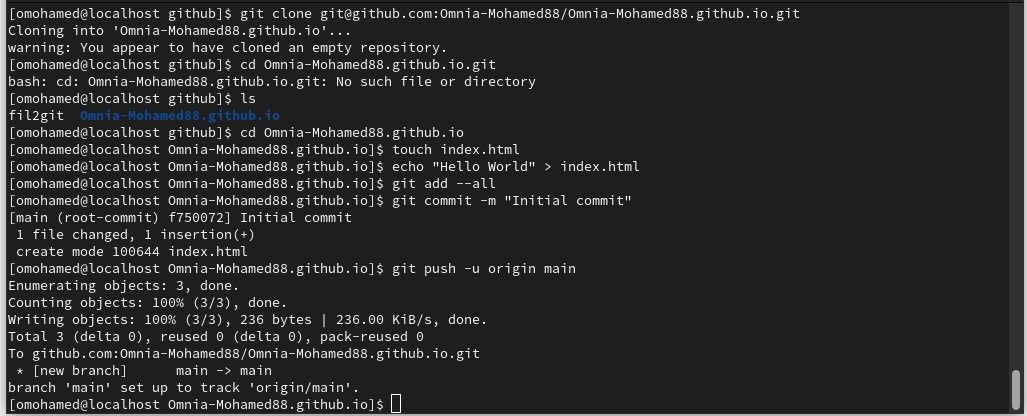 [omohamed@localhost github]$ git clone git@github.com:Omnia-Mohamed88/Omnia-Mohamed88.github.io.git
Cloning into 'Omnia-Mohamed88.github.io'...
warning: You appear to have cloned an empty repository.
[omohamed@localhost github]$ cd Omnia-Mohamed88.github.io.git
bash: cd: Omnia-Mohamed88.github.io.git: No such file or directory
[omohamed@localhost github]$ ls
fil2git  Omnia-Mohamed88.github.io
[omohamed@localhost github]$ cd Omnia-Mohamed88.github.io
[omohamed@localhost Omnia-Mohamed88.github.io]$ touch index.html
[omohamed@localhost Omnia-Mohamed88.github.io]$ echo "Hello World" > index.html
[omohamed@localhost Omnia-Mohamed88.github.io]$ git add --all
[omohamed@localhost Omnia-Mohamed88.github.io]$ git commit -m "Initial commit"
[main (root-commit) f750072] Initial commit
 1 file changed, 1 insertion(+)
 create mode 100644 index.html
[omohamed@localhost Omnia-Mohamed88.github.io]$ git push -u origin main
Enumerating objects: 3, done.
Counting objects: 100% (3/3), done.
Writing objects: 100% (3/3), 236 bytes | 236.00 KiB/s, done.
Total 3 (delta 0), reused 0 (delta 0), pack-reused 0
To github.com:Omnia-Mohamed88/Omnia-Mohamed88.github.io.git
 * [new branch]      main -> main
branch 'main' set up to track 'origin/main'.
[omohamed@localhost Omnia-Mohamed88.github.io]$